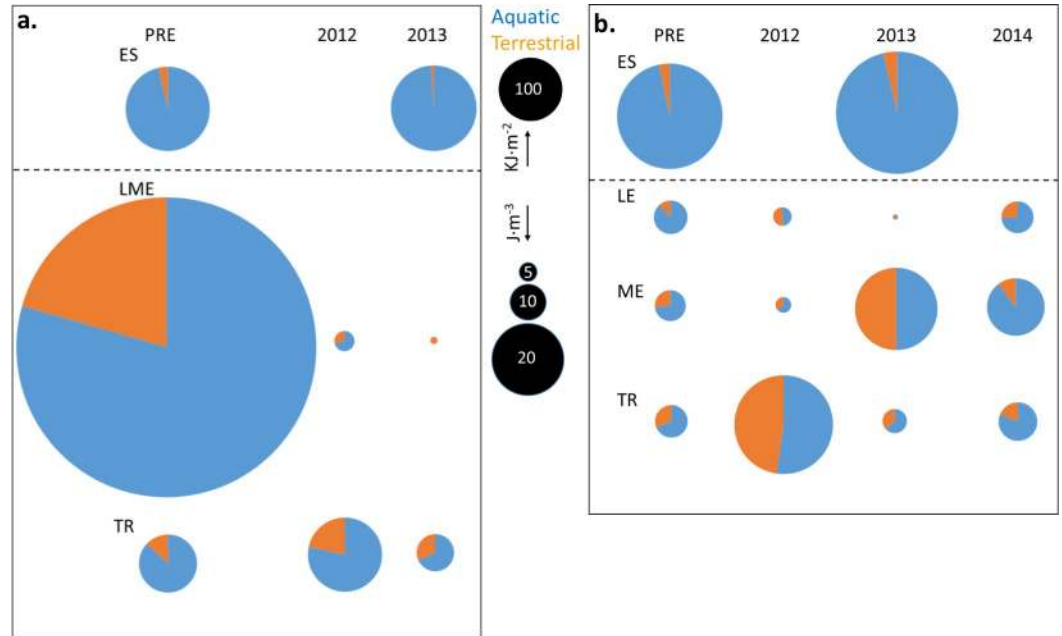 a.
PRE 2012 2013
ES
LME
TR
Aquatic
Terrestrial
100
KJ·m-2
J·m-3
5
10
20
b.
PRE 2012 2013 2014
ES
LE
ME
TR